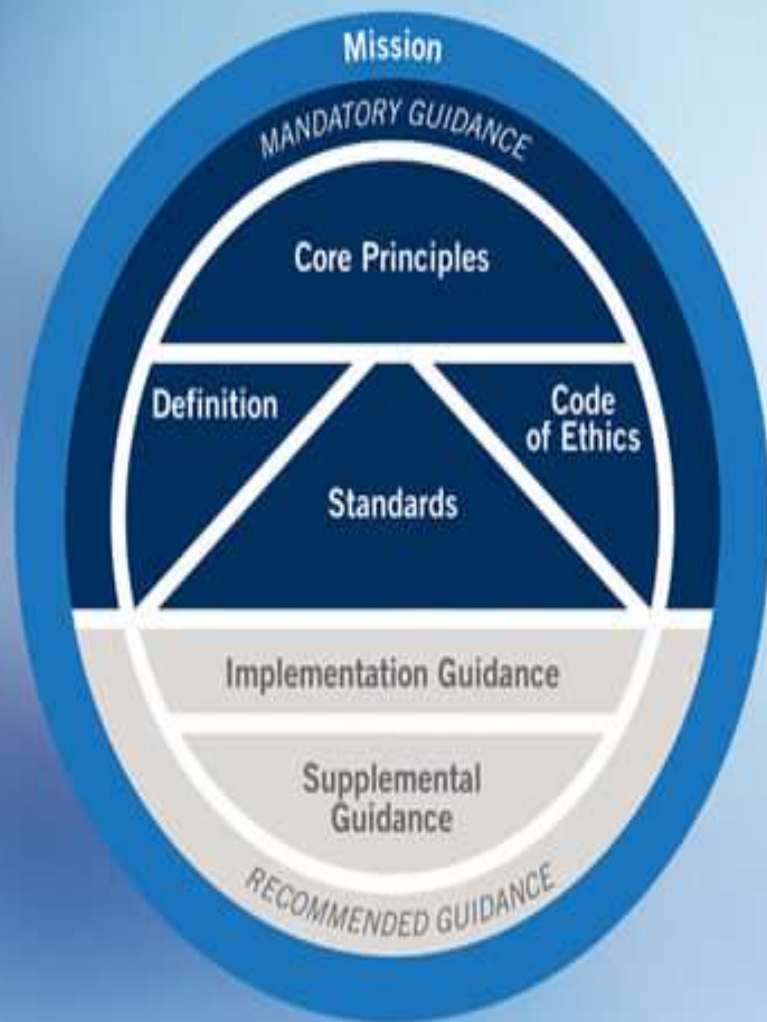 Mission
MANDATORY GUIDANCE
Core Principles
Definition
Code
of Ethics
Standards
Implementation Guidance
Supplemental
Guidance
RECOMMENDED GUIDANCE